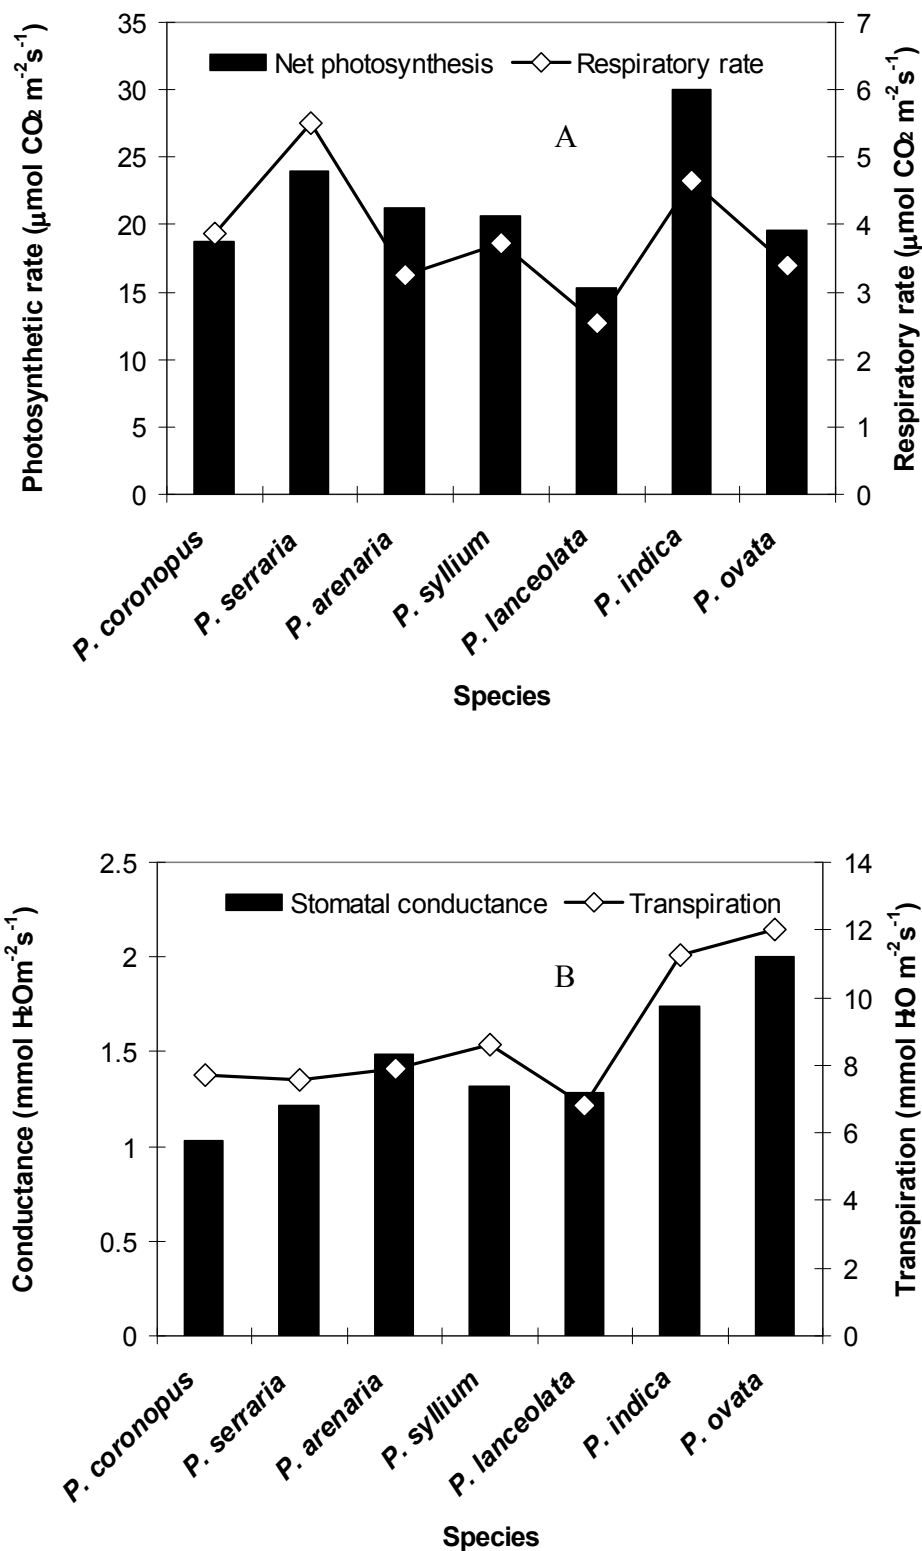 Photosynthetic rate (μmol CO₂ m⁻²s⁻¹)
35
30
25
20
15
10
5
0
Net photosynthesis
Respiratory rate
A
7
6
5
4
3
2
1
0
Respiratory rate (μmol CO₂ m⁻²s⁻¹)
P. coronopus
P. serraria
P. arenaria
P. syllium
P. lanceolata
P. indica
P. ovata
Species
Conductance (mmol H₂Om⁻²s⁻¹)
2.5
2
1.5
1
0.5
0
Stomatal conductance
Transpiration
B
14
12
10
8
6
4
2
0
Transpiration (mmol H₂O m⁻²s⁻¹)
P. coronopus
P. serraria
P. arenaria
P. syllium
P. lanceolata
P. indica
P. ovata
Species